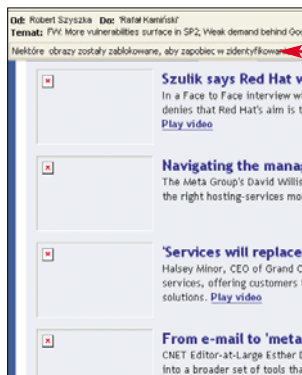 Od: Robert Szyszka Do: 'Rafał Kamiński'
Temat: FW: More vulnerabilities surface in SP2; Weak demand behind Goo
Niektóre obrazy zostały zablokowane, aby zapobiec w zidentyfikowan
Szulik says Red Hat w
In a Face to Face interview wi
denies that Red Hat's aim is t
Play video
Navigating the mana
The Meta Group's David Willis
the right hosting-services mo
'Services will replace
Halsey Minor, CEO of Grand C
services, offering customers
solutions. Play video
From e-mail to 'meta
CNET Editor-at-Large Esther D
into a broader set of tools tha